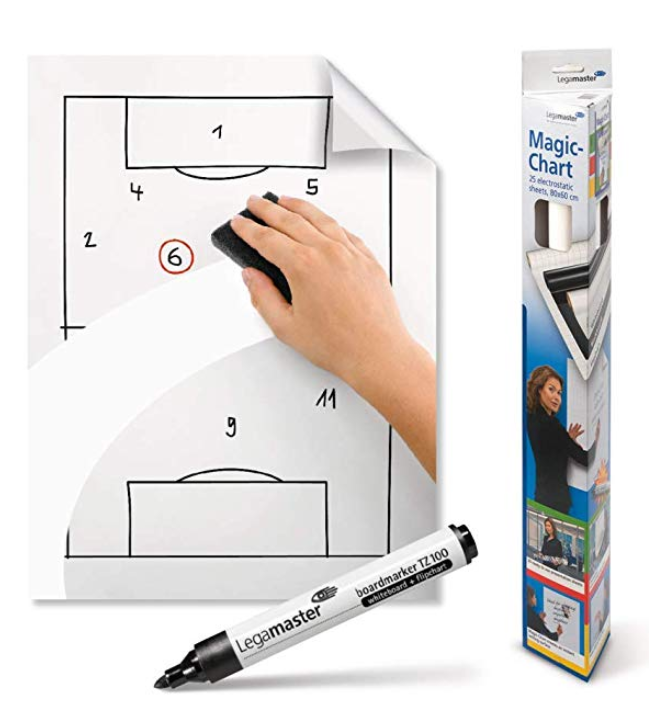 1
4
5
2
6
11
9
Legamaster
boardmarker TZ 100
whiteboard + flipchart
Legamaster
Legamaster
Magic-
Chart
25 electrostatic
sheets, 80x60 cm